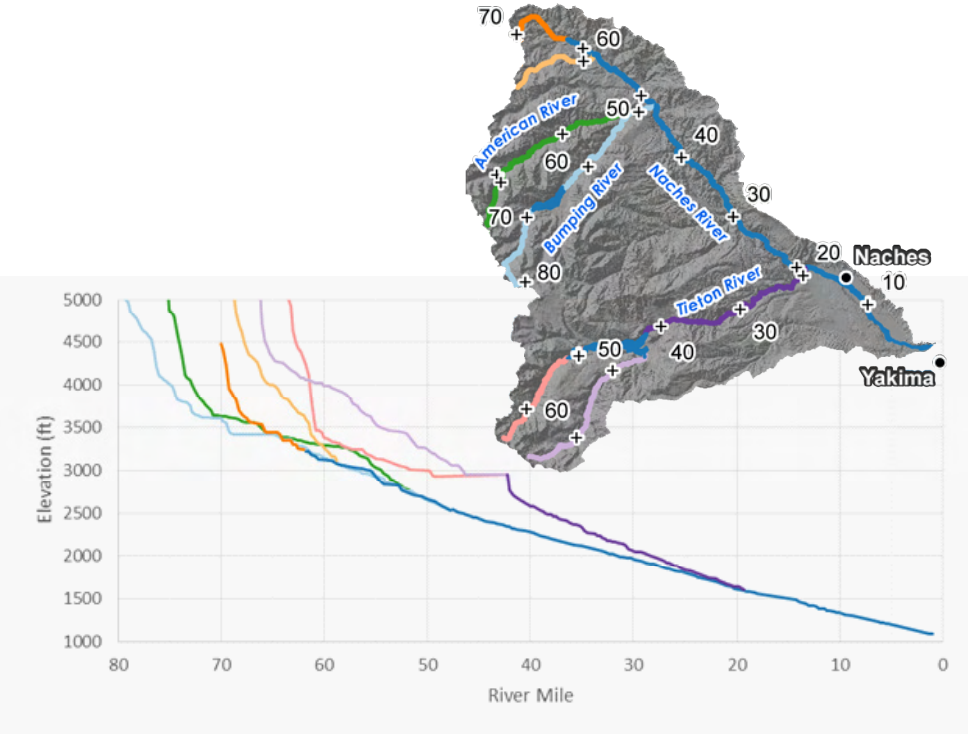 70
60
American River
50
40
60
Bumping River
Naches River
30
70
80
20
Naches
10
Tieton River
30
50
40
Yakima
60
5000
4500
4000
3500
3000
2500
2000
1500
1000
Elevation (ft)
80 70 60 50 40 30 20 10 0
River Mile